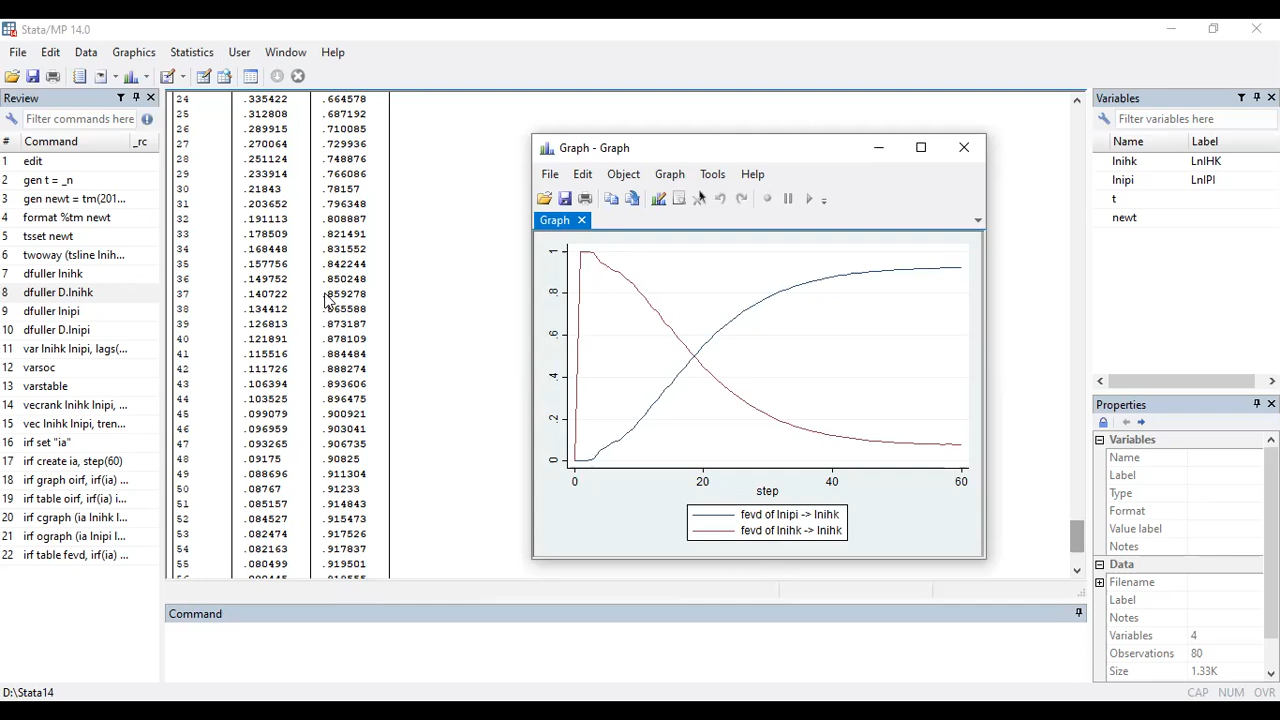 Stata/MP 14.0
File Edit Data Graphics Statistics User Window Help
Review
Filter commands here
# Command _rc
1 edit
2 gen t = _n
3 gen newt = tm(201...
4 format %tm newt
5 tsset newt
6 twoway (tsline lnih...
7 dfuller lnihk
8 dfuller D.lnihk
9 dfuller lnipi
10 dfuller D.lnipi
11 var lnihk lnipi, lags(...
12 varsoc
13 varstable
14 vecrank lnihk lnipi,...
15 vec lnihk lnipi, tren...
16 irf set "ia"
17 irf create ia, step(60)
18 irf graph oirf, irf(ia) ...
19 irf table oirf, irf(ia) i...
20 irf cgraph (ia lnihk l...
21 irf ograph (ia lnipi l...
22 irf table fevd, irf(ia) ...
24 .335422 .664578
25 .312808 .687192
26 .289915 .710085
27 .270064 .729936
28 .251124 .748876
29 .233914 .766086
30 .21843 .78157
31 .203652 .796348
32 .191113 .808887
33 .178509 .821491
34 .168448 .831552
35 .157756 .842244
36 .149752 .850248
37 .140722 .859278
38 .134412 65588
39 .126813 .873187
40 .121891 .878109
41 .115516 .884484
42 .111726 .888274
43 .106394 .893606
44 .103525 .896475
45 .099079 .900921
46 .096959 .903041
47 .093265 .906735
48 .09175 .90825
49 .088696 .911304
50 .08767 .91233
51 .085157 .914843
52 .084527 .915473
53 .082474 .917526
54 .082163 .917837
55 .080499 .919501
Graph - Graph
File Edit Object Graph Tools Help
Graph
1
.8
.6
.4
.2
0
0 20 40 60
step
fevd of lnipi -> lnihk
fevd of lnihk -> lnihk
Command
Variables
Filter variables here
Name Label
lnihk LnIHK
lnipi LnIPI
t
newt
Properties
Variables
Name
Label
Type
Format
Value label
Notes
Data
Filename
Label
Notes
Variables 4
Observations 80
Size 1.33K
D:\Stata14
CAP NUM OVR